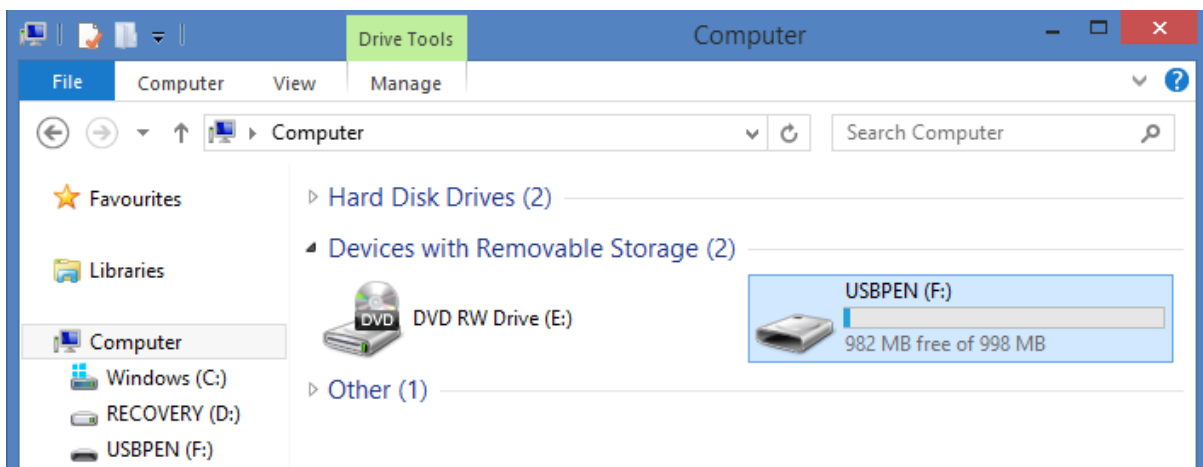 Drive Tools
Computer
File Computer View Manage
Computer
Search Computer
Favourites
Libraries
Computer
Windows (C:)
RECOVERY (D:)
USBPEN (F:)
Hard Disk Drives (2)
Devices with Removable Storage (2)
DVD
DVD RW Drive (E:)
USBPEN (F:)
982 MB free of 998 MB
Other (1)